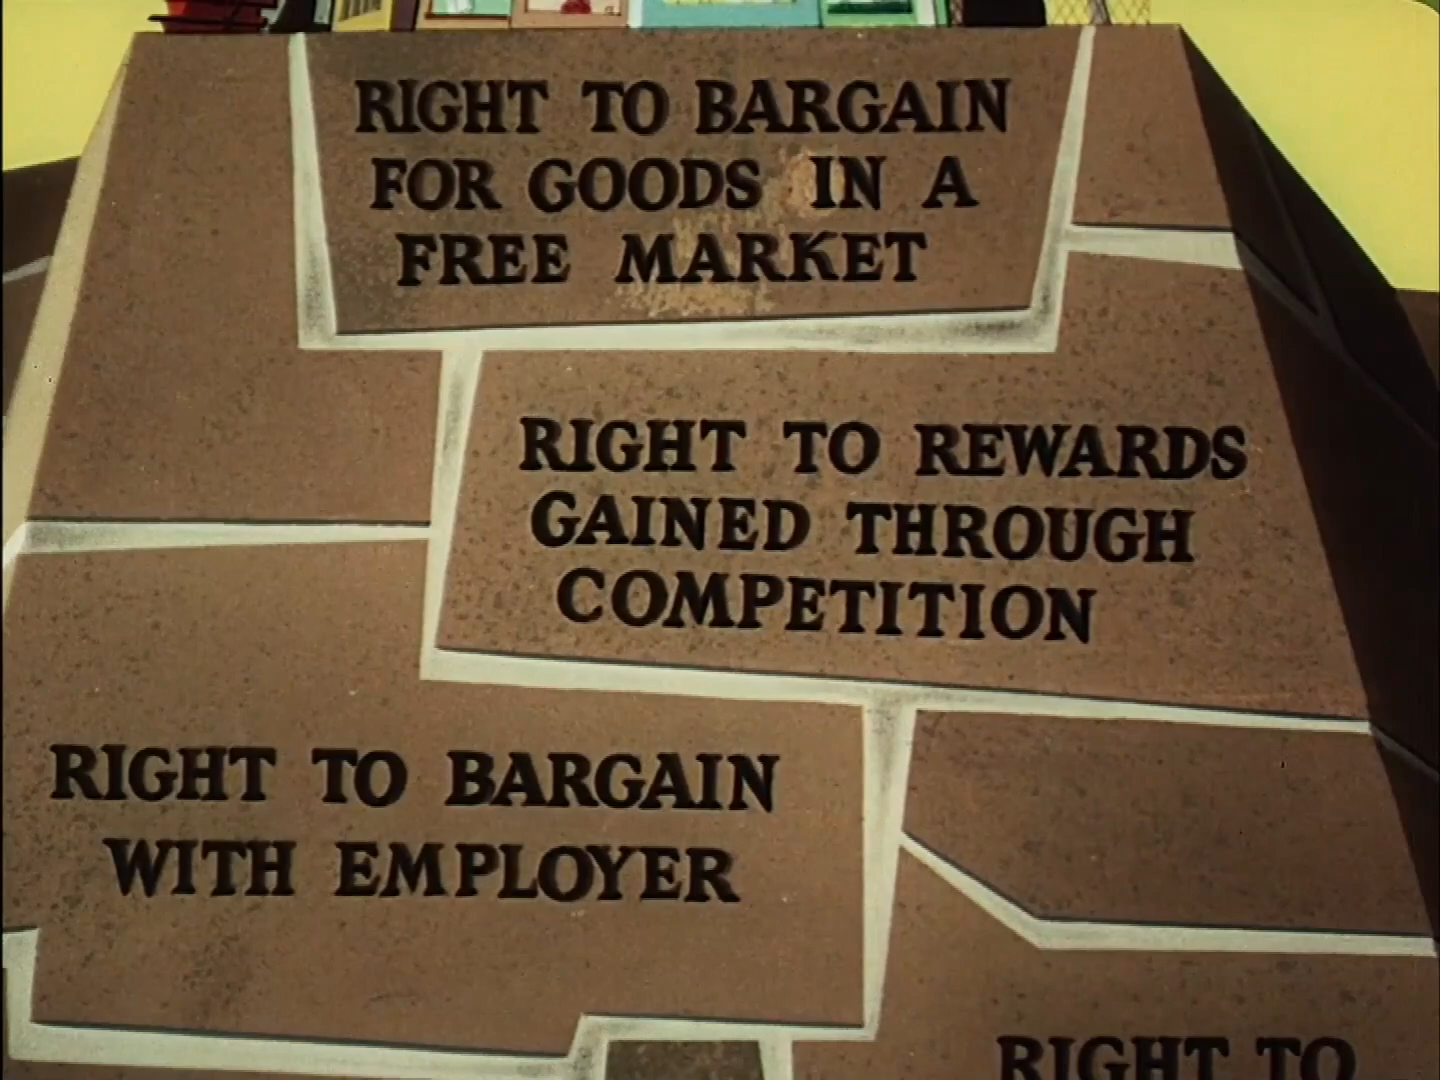 RIGHT TO BARGAIN
FOR GOODS IN A
FREE MARKET
RIGHT TO REWARDS
GAINED THROUGH
COMPETITION
RIGHT TO BARGAIN
WITH EMPLOYER
RIGHT TO